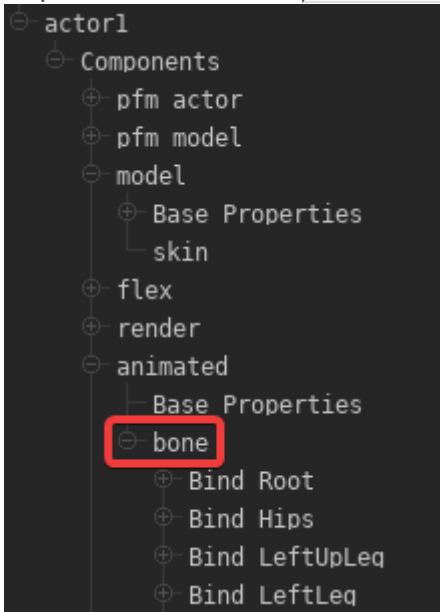 actor1
Components
pfm actor
pfm model
model
Base Properties
skin
flex
render
animated
Base Properties
bone
Bind Root
Bind Hips
Bind LeftUpLeg
Bind LeftLeg